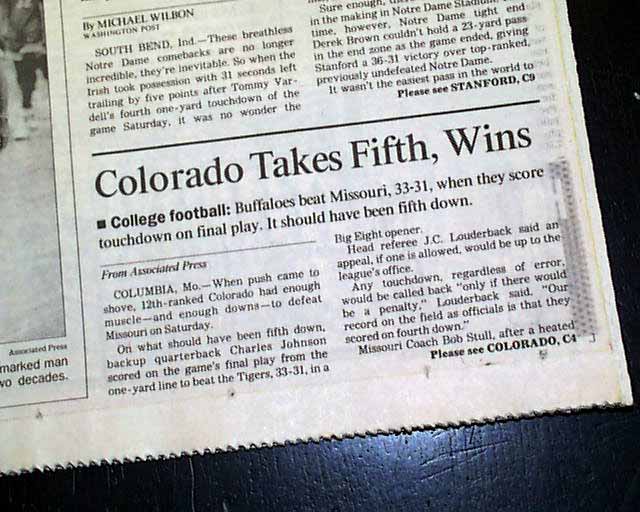 By MICHAEL WILBON
WASHINGTON POST
SOUTH BEND, Ind.—These breathless
Notre Dame comebacks are no longer
incredible, they're inevitable. So when the
Irish took possession with 31 seconds left
trailing by five points after Tommy Var-
dell's fourth one-yard touchdown of the
game Saturday, it was no wonder the
Sure enough,
in the making in Notre Dame
time, however, Notre Dame tight end
Derek Brown couldn't hold a 23-yard pass
in the end zone as the game ended, giving
Stanford a 36-31 victory over top-ranked,
previously undefeated Notre Dame.
It wasn't the easiest pass in the world to
Please see STANFORD, C9
Colorado Takes Fifth, Wins
■ College football: Buffaloes beat Missouri, 33-31, when they score
touchdown on final play. It should have been fifth down.
From Associated Press
COLUMBIA, Mo.—When push came to
shove, 12th-ranked Colorado had enough
muscle—and enough downs—to defeat
Missouri on Saturday.
On what should have been fifth down,
backup quarterback Charles Johnson
scored on the game's final play from the
one-yard line to beat the Tigers, 33-31, in a
Big Eight opener.
Head referee J.C. Louderback said an
appeal, if one is allowed, would be up to the
league's office.
Any touchdown, regardless of error,
would be called back "only if there would
be a penalty," Louderback said. "Our
record on the field as officials is that they
scored on fourth down."
Missouri Coach Bob Stull, after a heated
Please see COLORADO, C4
Associated Press
marked man
wo decades.